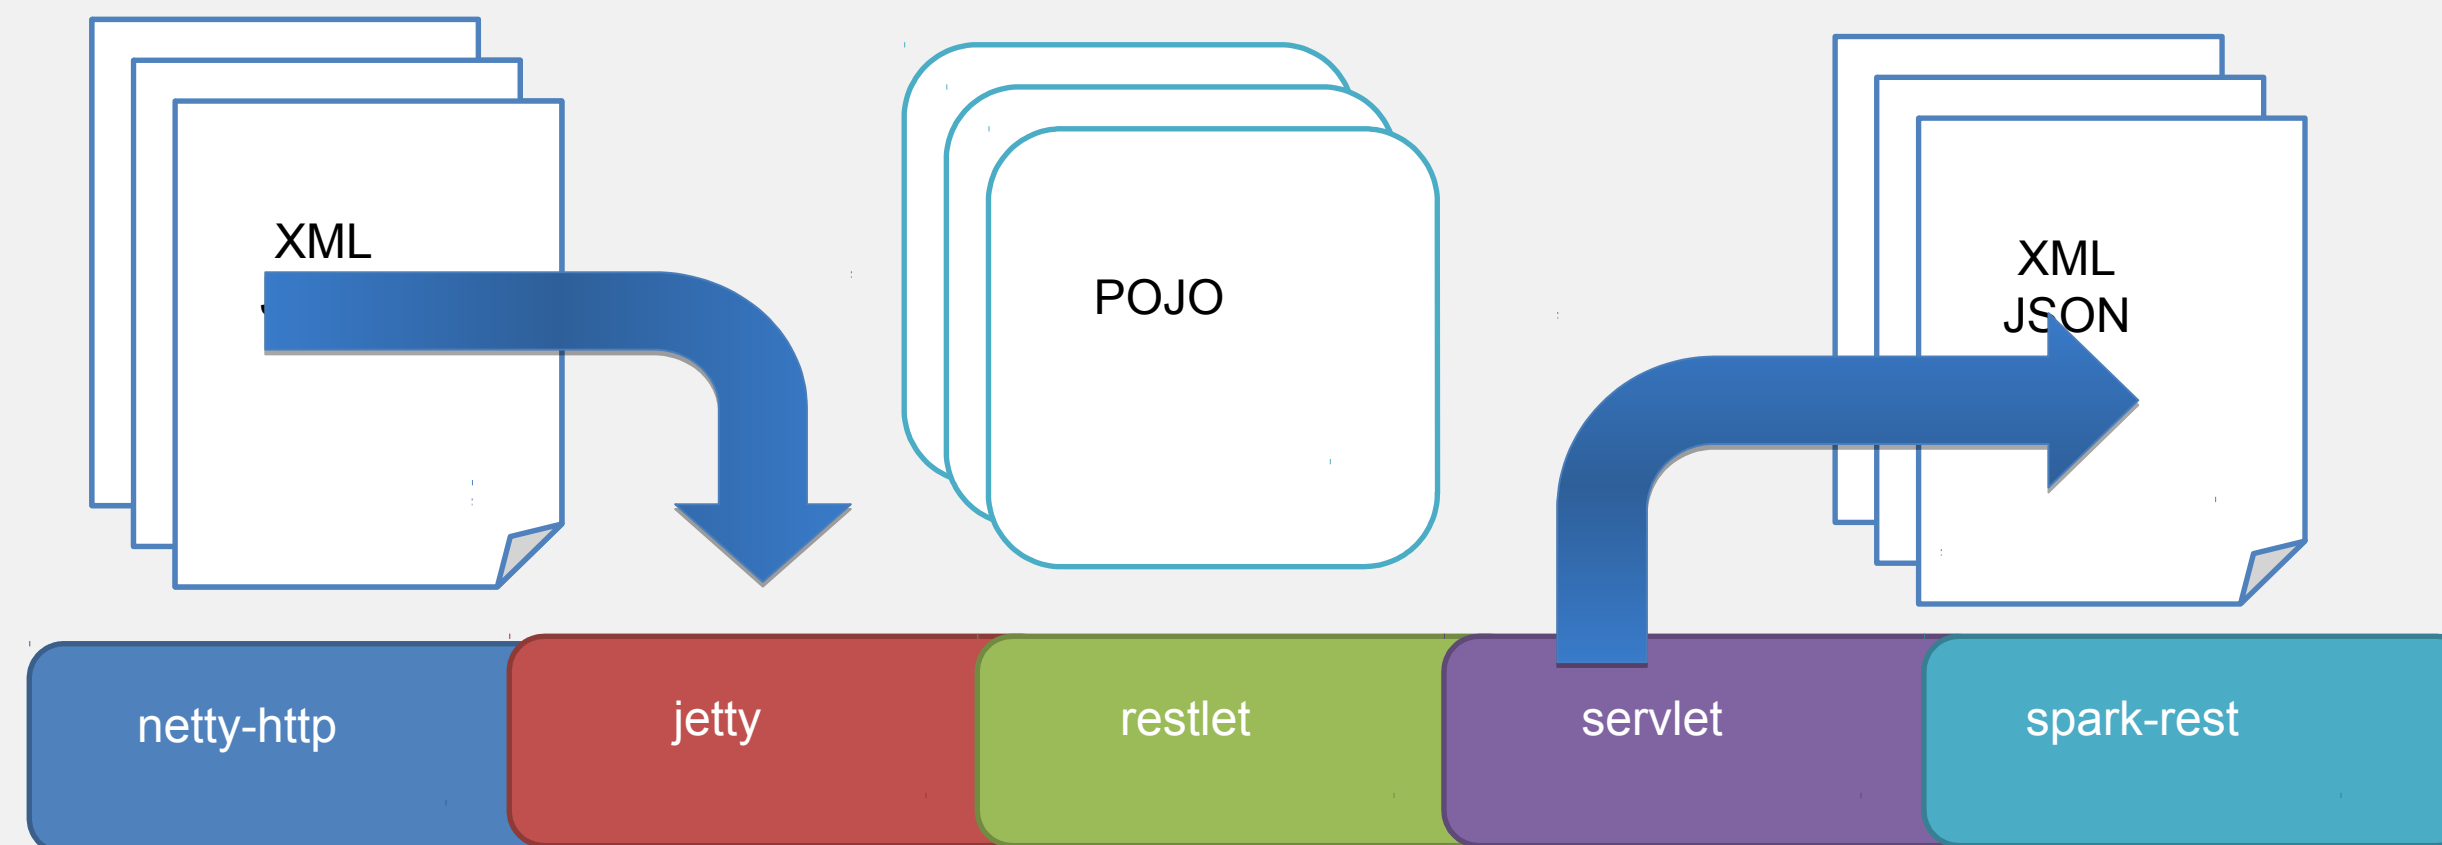 XML
POJO
XML
JSON
netty-http
jetty
restlet
servlet
spark-rest